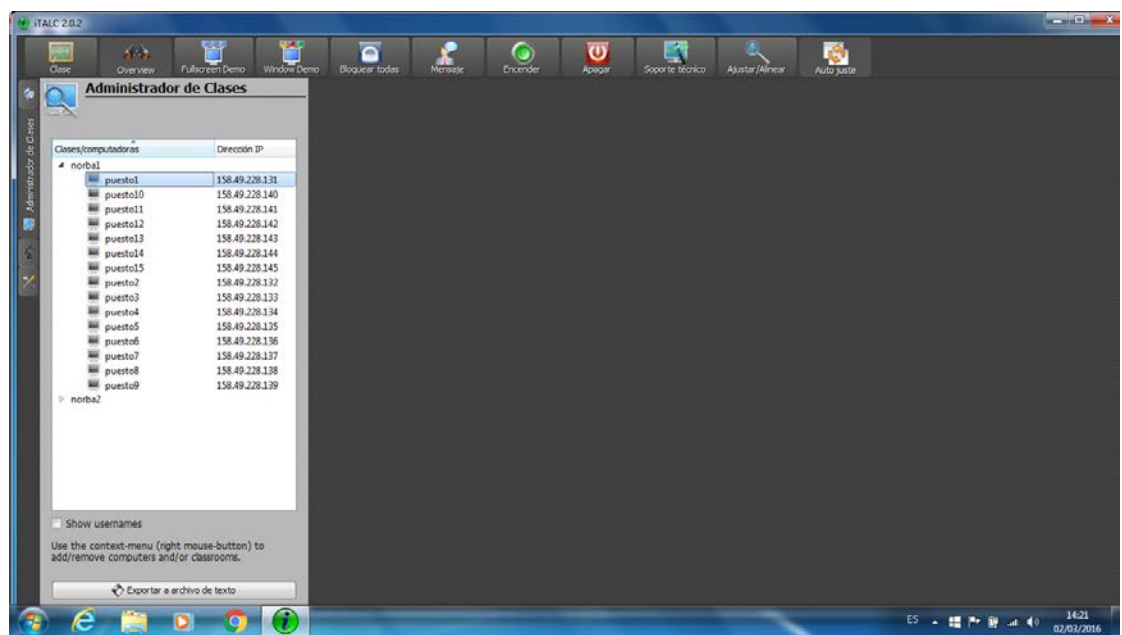 iTALC 2.0.2
Clase
Overview
Fullscreen Demo
Window Demo
Bloquear todas
Mensaje
Encender
Apagar
Soporte técnico
Ajustar/Alinear
Auto juste
Administrador de Clases
Administrador de Clases
Clases/computadoras Dirección IP
norba1
puesto1 158.49.228.131
puesto10 158.49.228.140
puesto11 158.49.228.141
puesto12 158.49.228.142
puesto13 158.49.228.143
puesto14 158.49.228.144
puesto15 158.49.228.145
puesto2 158.49.228.132
puesto3 158.49.228.133
puesto4 158.49.228.134
puesto5 158.49.228.135
puesto6 158.49.228.136
puesto7 158.49.228.137
puesto8 158.49.228.138
puesto9 158.49.228.139
norba2
Show usernames
Use the context-menu (right mouse-button) to
add/remove computers and/or classrooms.
Exportar a archivo de texto
ES
14:21
02/03/2016